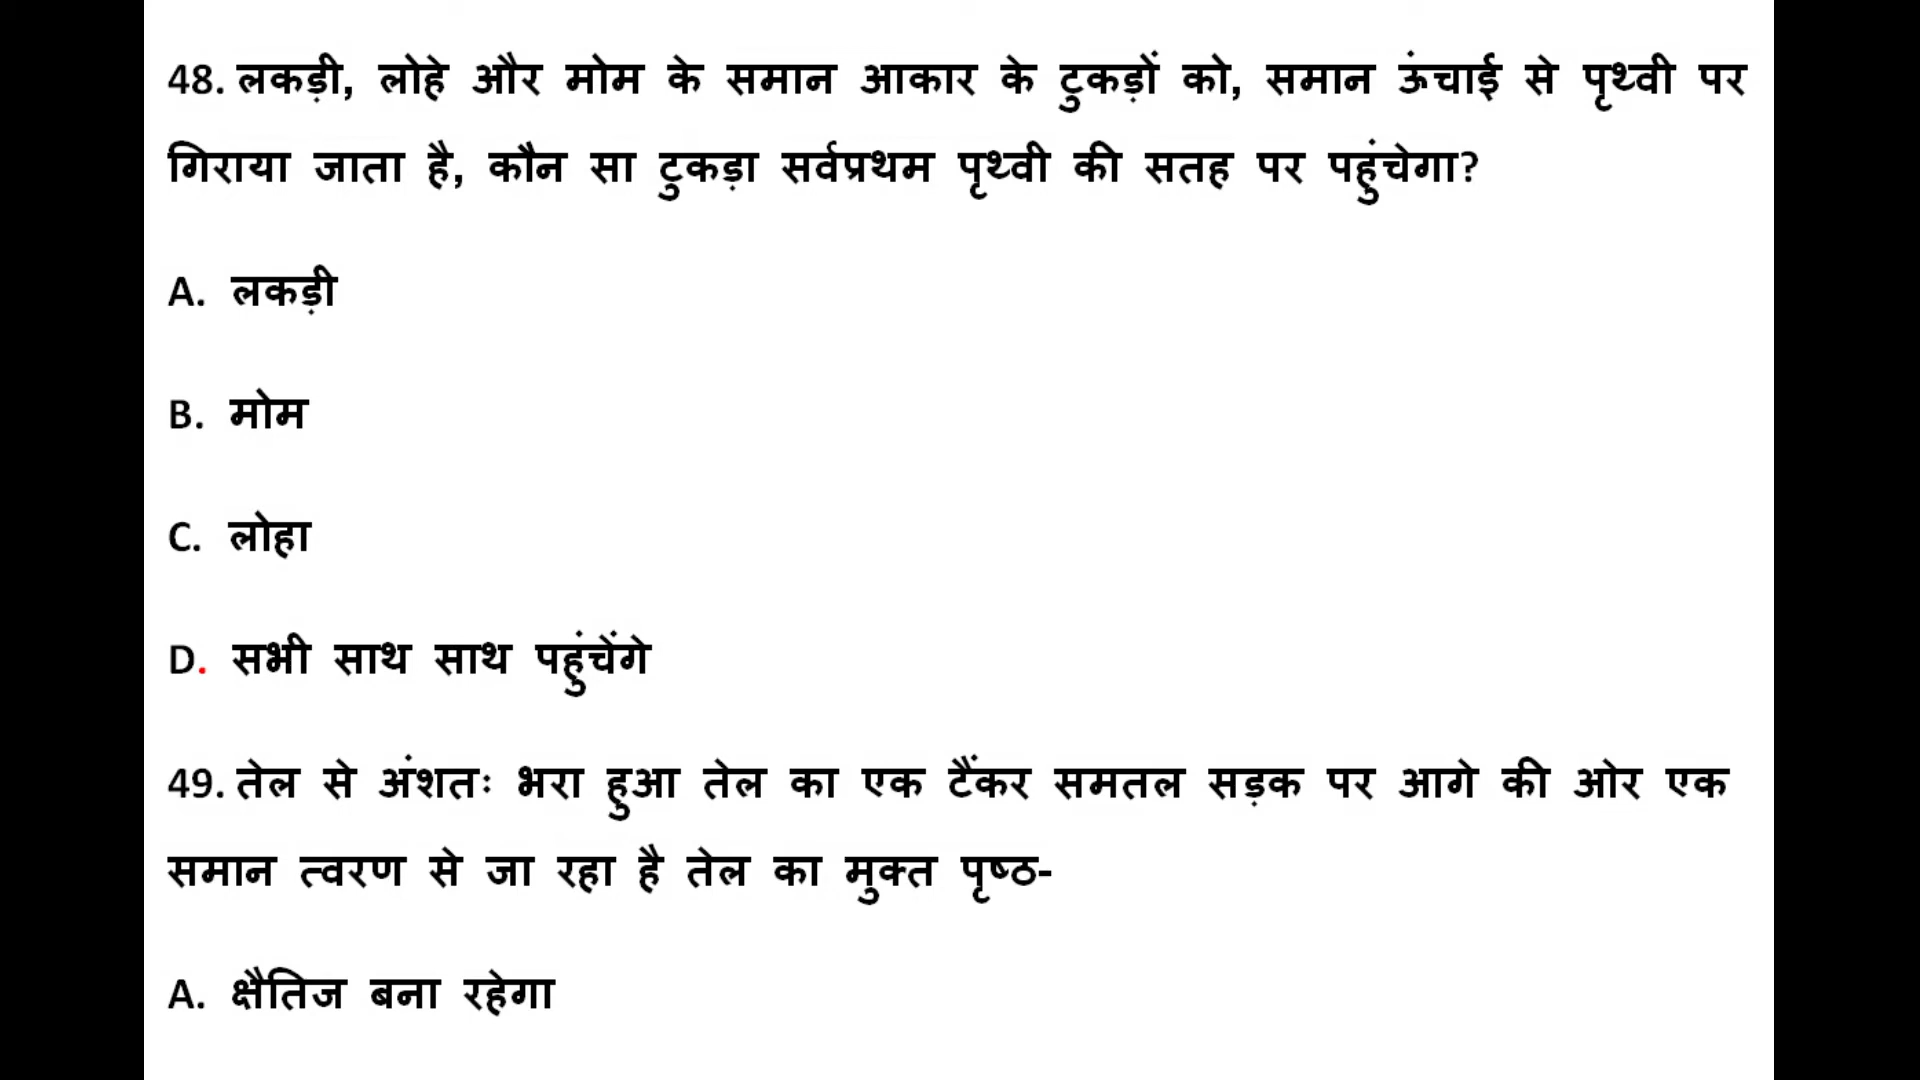 48. लकड़ी, लोहे और मोम के समान आकार के टुकड़ों को, समान ऊंचाई से पृथ्वी पर
गिराया जाता है, कौन सा टुकड़ा सर्वप्रथम पृथ्वी की सतह पर पहुंचेगा?
A. लकड़ी
B. मोम
C. लोहा
D. सभी साथ साथ पहुंचेंगे
49. तेल से अंशतः भरा हुआ तेल का एक टैंकर समतल सड़क पर आगे की ओर एक
समान त्वरण से जा रहा है तेल का मुक्त पृष्ठ-
A. क्षैतिज बना रहेगा